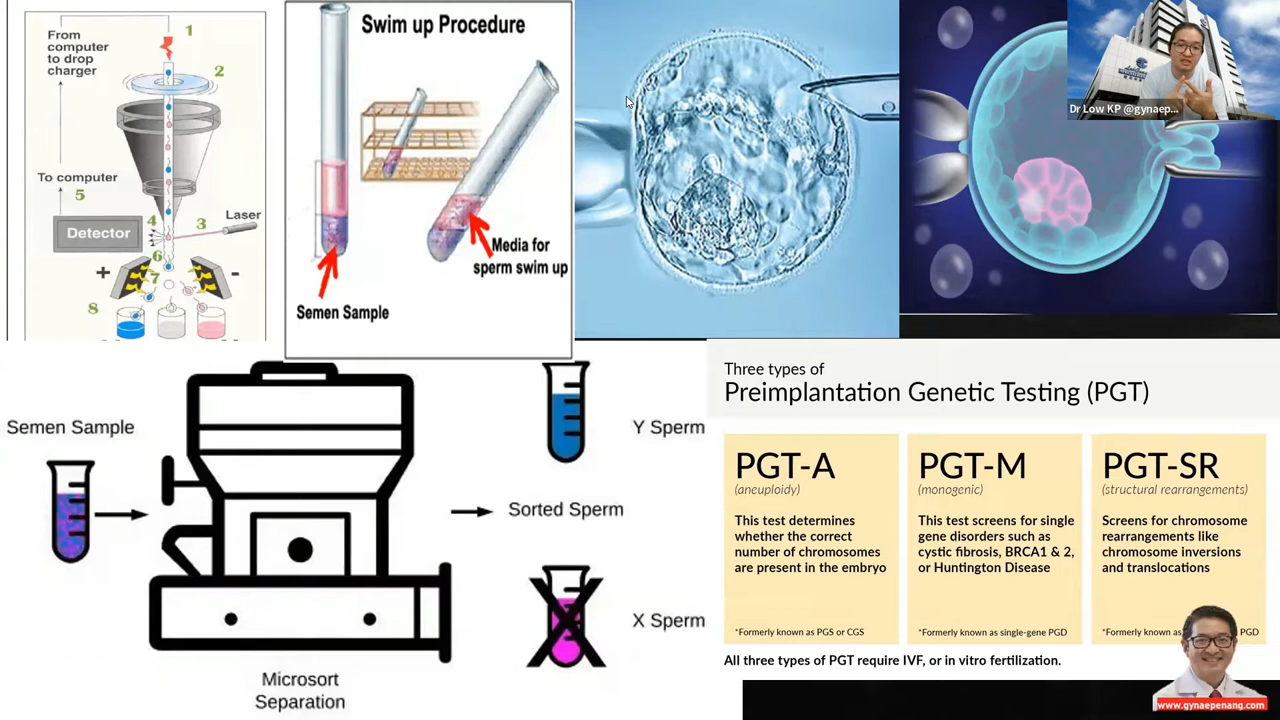 From
computer
to drop
charger
1
2
To computer
5
Detector
4
3
Laser
6
7
+
-
8
Swim up Procedure
Media for
sperm swim up
Semen Sample
Dr Low KP @gynaep...
Semen Sample
Microsort
Separation
Y Sperm
Sorted Sperm
X Sperm
Three types of
Preimplantation Genetic Testing (PGT)
PGT-A
(aneuploidy)
This test determines
whether the correct
number of chromosomes
are present in the embryo
*Formerly known as PGS or CGS
PGT-M
(monogenic)
This test screens for single
gene disorders such as
cystic fibrosis, BRCA1 & 2,
or Huntington Disease
*Formerly known as single-gene PGD
PGT-SR
(structural rearrangements)
Screens for chromosome
rearrangements like
chromosome inversions
and translocations
*Formerly known as PGD
All three types of PGT require IVF, or in vitro fertilization.
www.gynaepenang.com